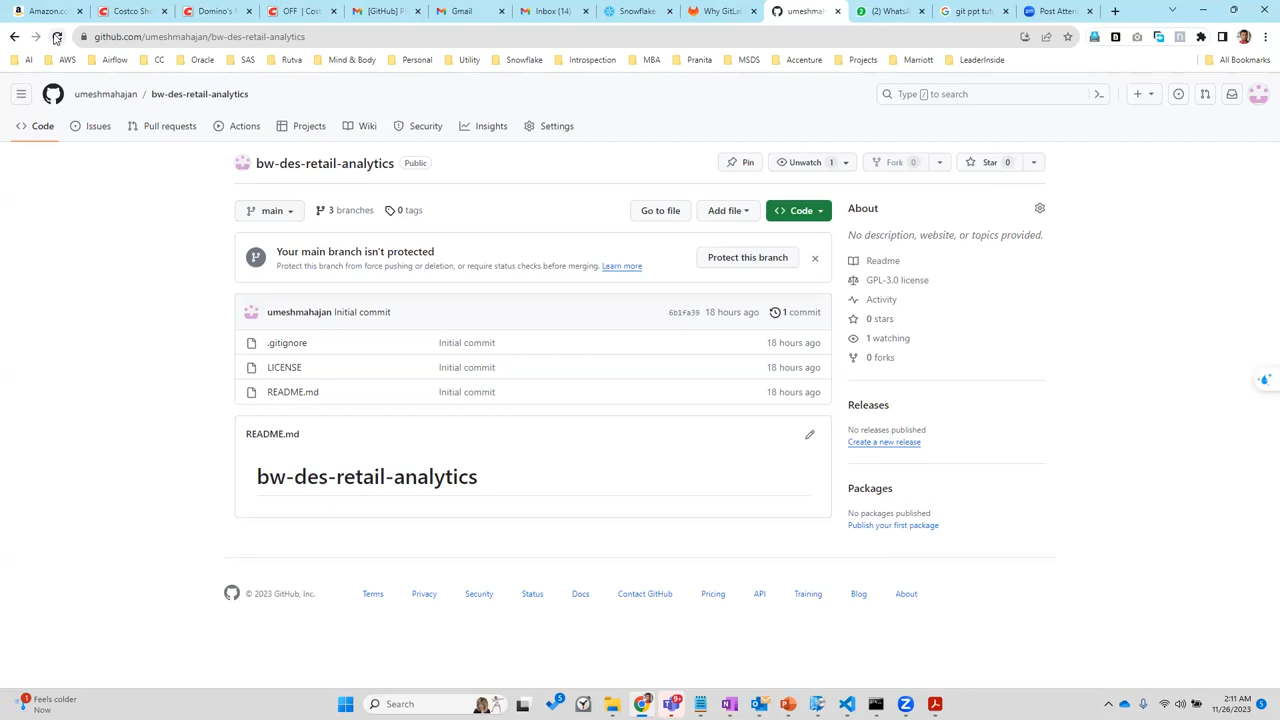 Amazon.co
Costco Sho
Domino's
OFF | Cost
[GitHub] P
Gmail
Inbox (14)
Snowflake
Why GitLab
umeshmah
(2) WhatsA
git ppt tut
Post Atten
github.com/umeshmahajan/bw-des-retail-analytics
AI AWS Airflow CC Oracle SAS Rutva Mind & Body Personal Utility Snowflake Introspection MBA Pranita MSDS Accenture Projects Marriott LeaderInside All Bookmarks
umeshmahajan / bw-des-retail-analytics
Type / to search
Code Issues Pull requests Actions Projects Wiki Security Insights Settings
bw-des-retail-analytics Public
Pin Unwatch 1 Fork 0 Star 0
main 3 branches 0 tags
Go to file Add file Code
Your main branch isn't protected
Protect this branch from force pushing or deletion, or require status checks before merging. Learn more
Protect this branch
umeshmahajan Initial commit 6b1fa39 18 hours ago 1 commit
.gitignore Initial commit 18 hours ago
LICENSE Initial commit 18 hours ago
README.md Initial commit 18 hours ago
README.md
bw-des-retail-analytics
About
No description, website, or topics provided.
Readme
GPL-3.0 license
Activity
0 stars
1 watching
0 forks
Releases
No releases published
Create a new release
Packages
No packages published
Publish your first package
© 2023 GitHub, Inc. Terms Privacy Security Status Docs Contact GitHub Pricing API Training Blog About
1
Feels colder
Now
Search
5
9+
2:11 AM
11/26/2023
5